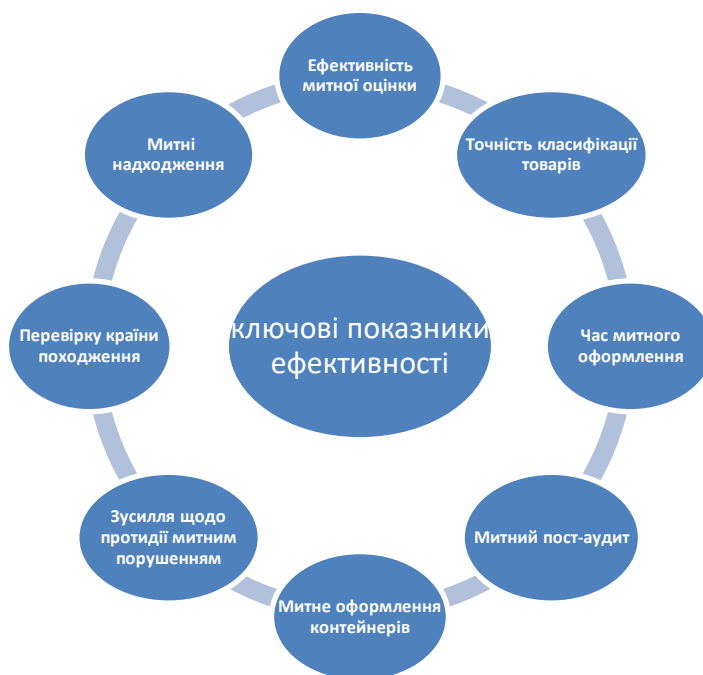 Ефективність
митної оцінки
Точність класифікації
товарів
Час митного
оформлення
Митний пост-аудит
Митне оформлення
контейнерів
Зусилля щодо
протидії митним
порушенням
Перевірку країни
походження
Митні
надходження
ключові показники
ефективності